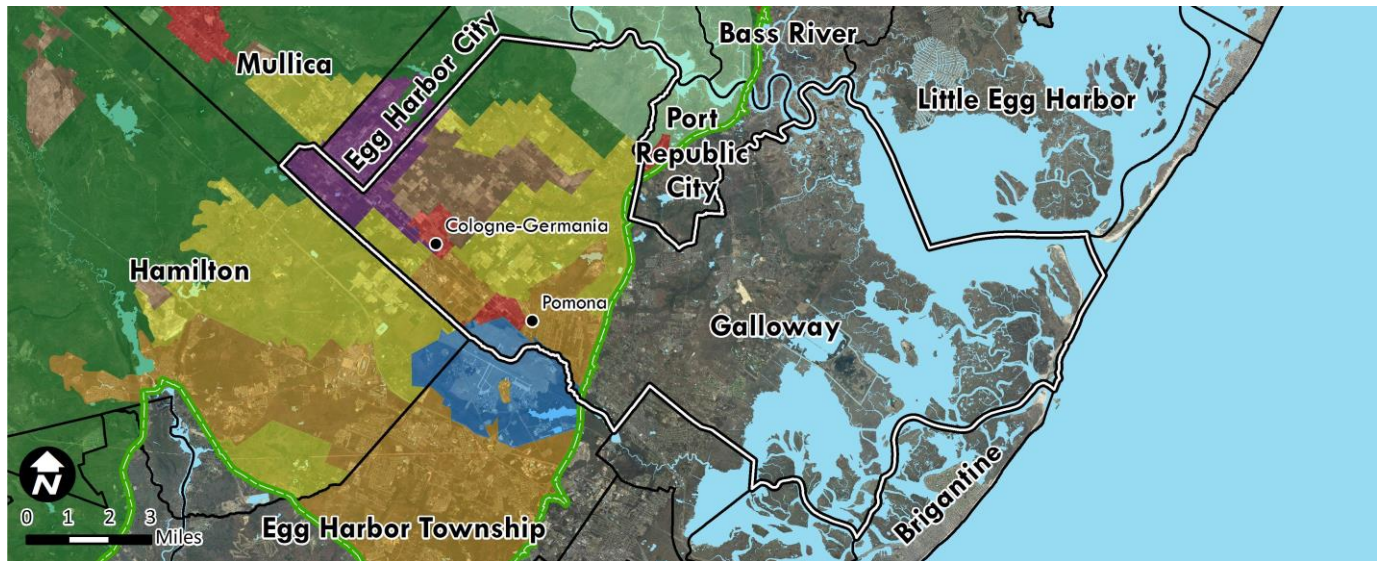 Bass River
Mullica
Egg Harbor City
Little Egg Harbor
Port
Republic
City
Cologne-Germania
Hamilton
Pomona
Galloway
N
0 1 2 3
Miles
Egg Harbor Township
Brigantine